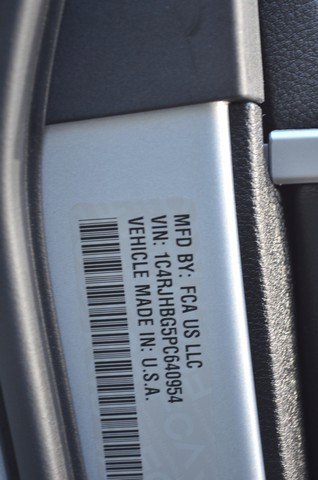 MFD BY: FCA US LLC
VIN: 1C4RJHBG5PC640954
VEHICLE MADE IN: U.S.A.